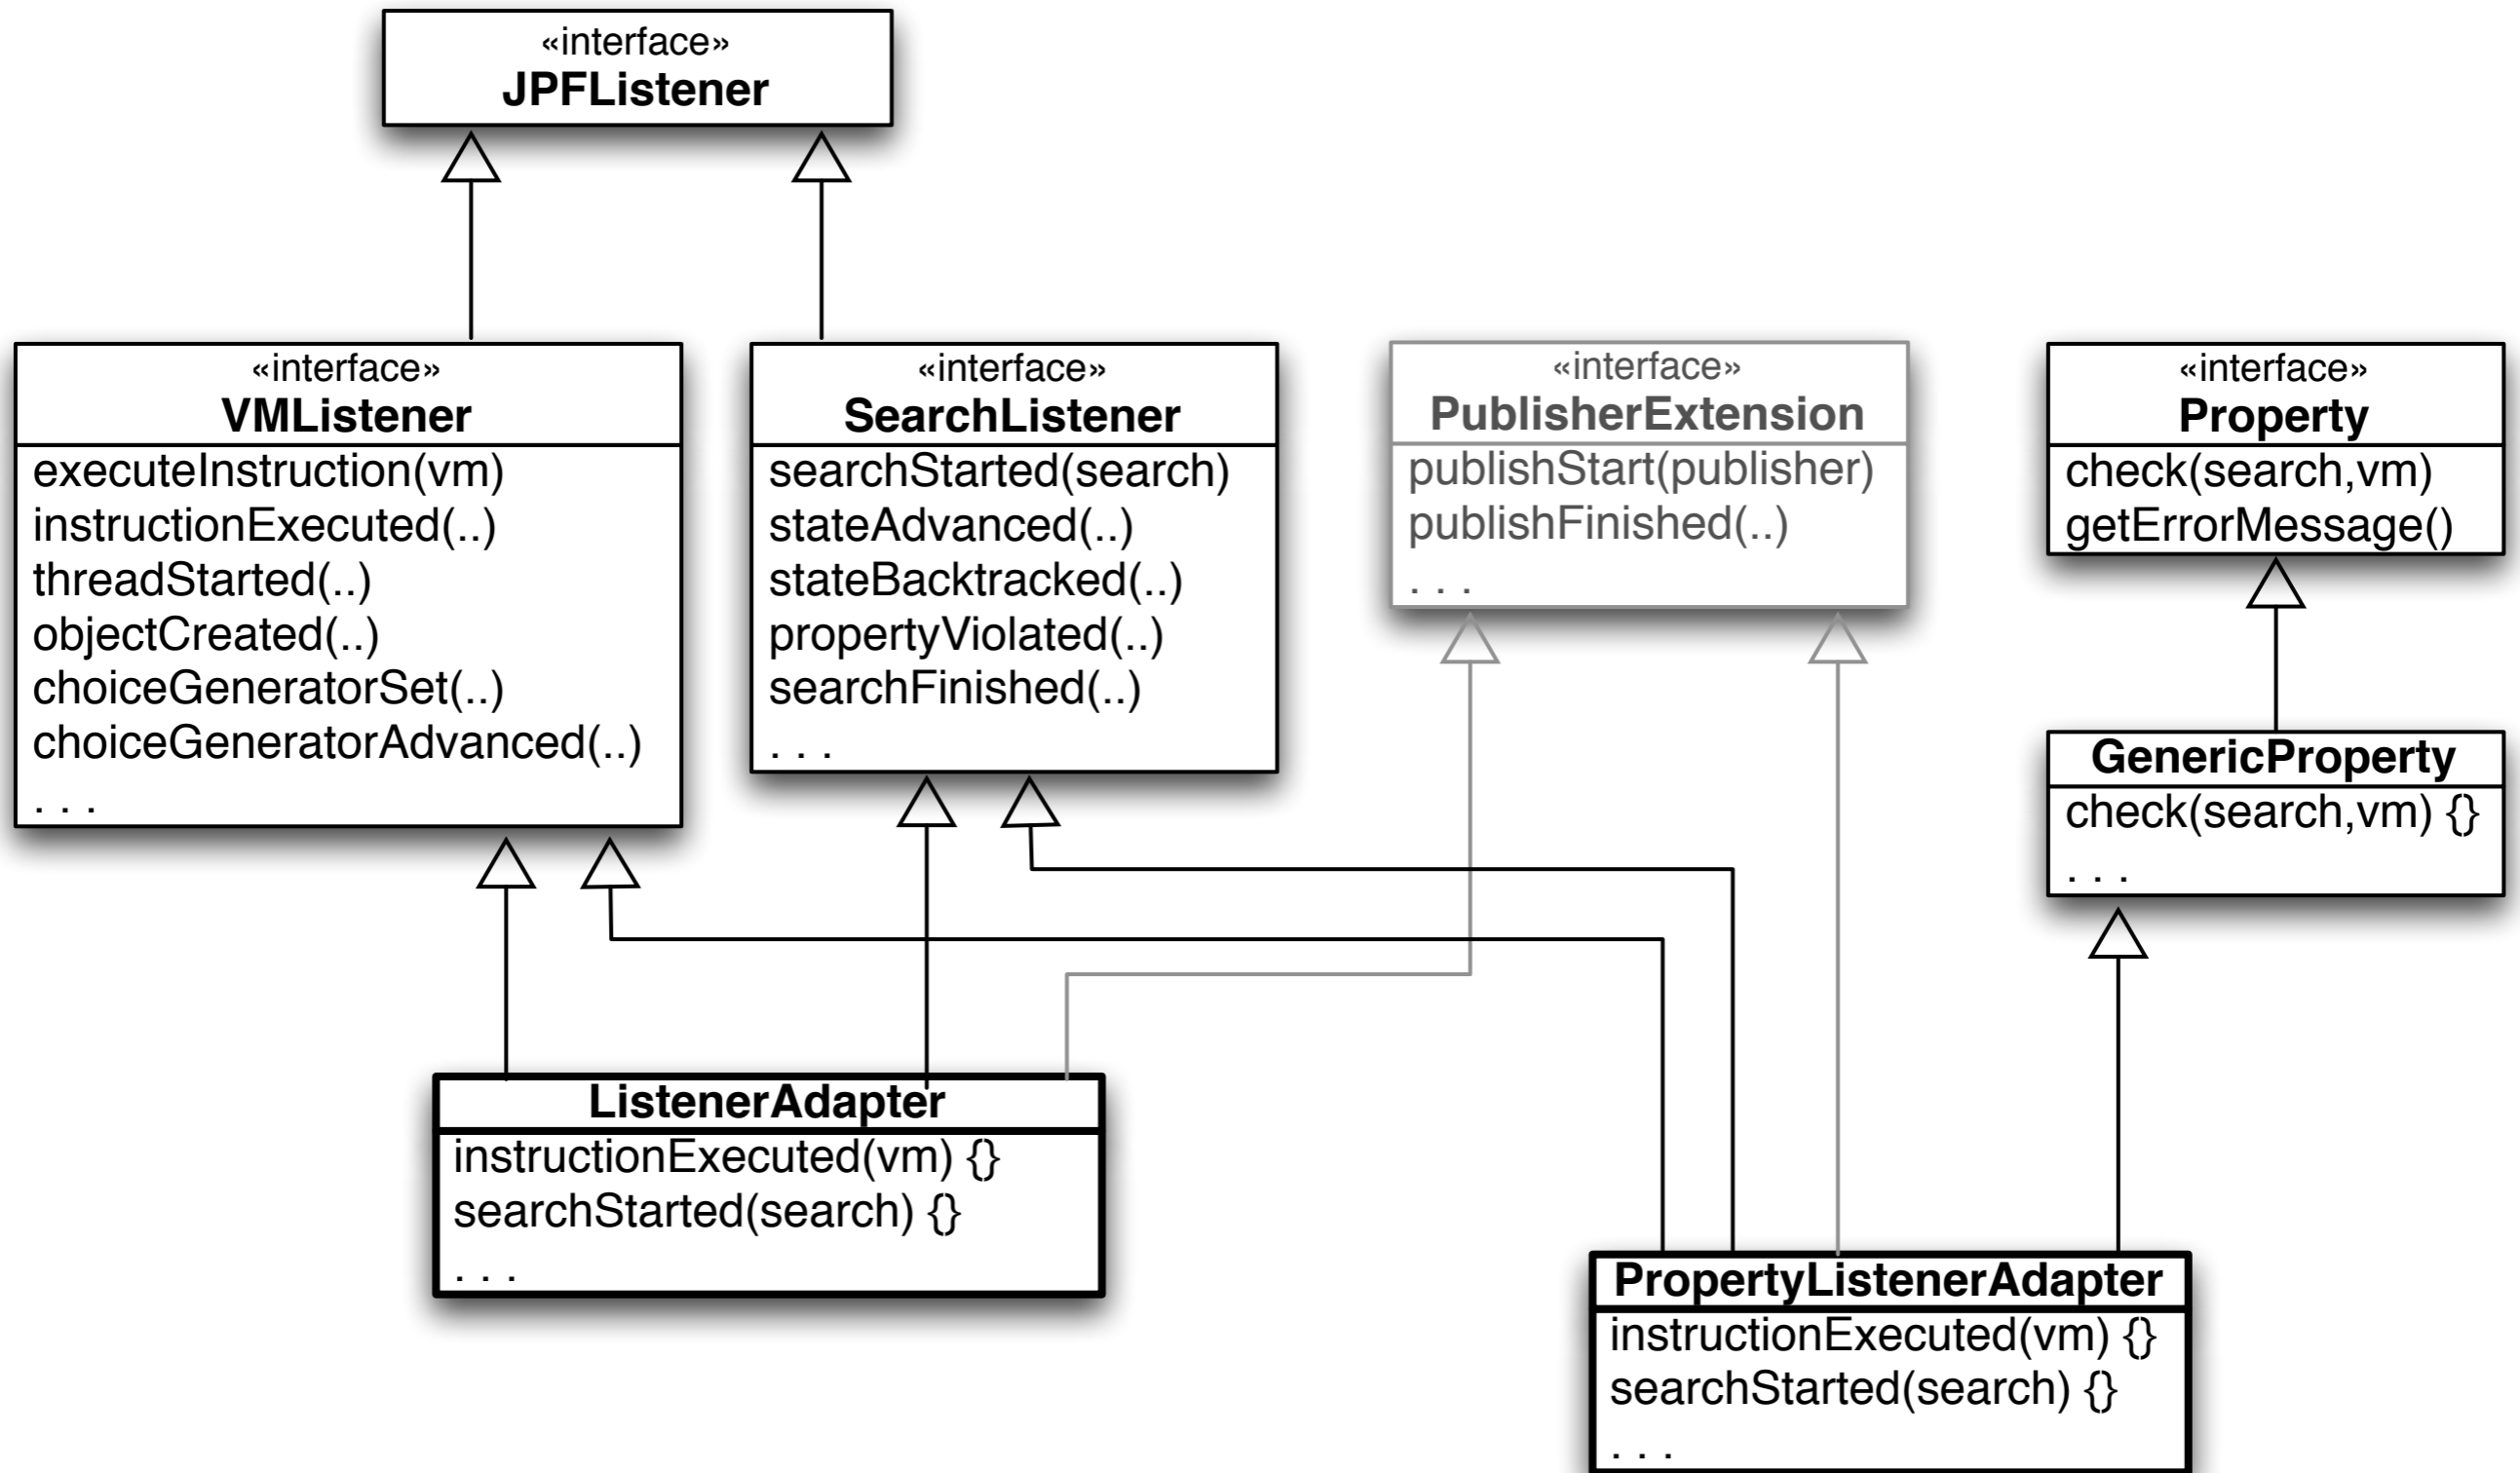 «interface»
JPFListener
«interface»
VMListener
executeInstruction(vm)
instructionExecuted(..)
threadStarted(..)
objectCreated(..)
choiceGeneratorSet(..)
choiceGeneratorAdvanced(..)
. . .
«interface»
SearchListener
searchStarted(search)
stateAdvanced(..)
stateBacktracked(..)
propertyViolated(..)
searchFinished(..)
. . .
«interface»
PublisherExtension
publishStart(publisher)
publishFinished(..)
. . .
«interface»
Property
check(search,vm)
getErrorMessage()
GenericProperty
check(search,vm) {}
. . .
ListenerAdapter
instructionExecuted(vm) {}
searchStarted(search) {}
. . .
PropertyListenerAdapter
instructionExecuted(vm) {}
searchStarted(search) {}
. . .